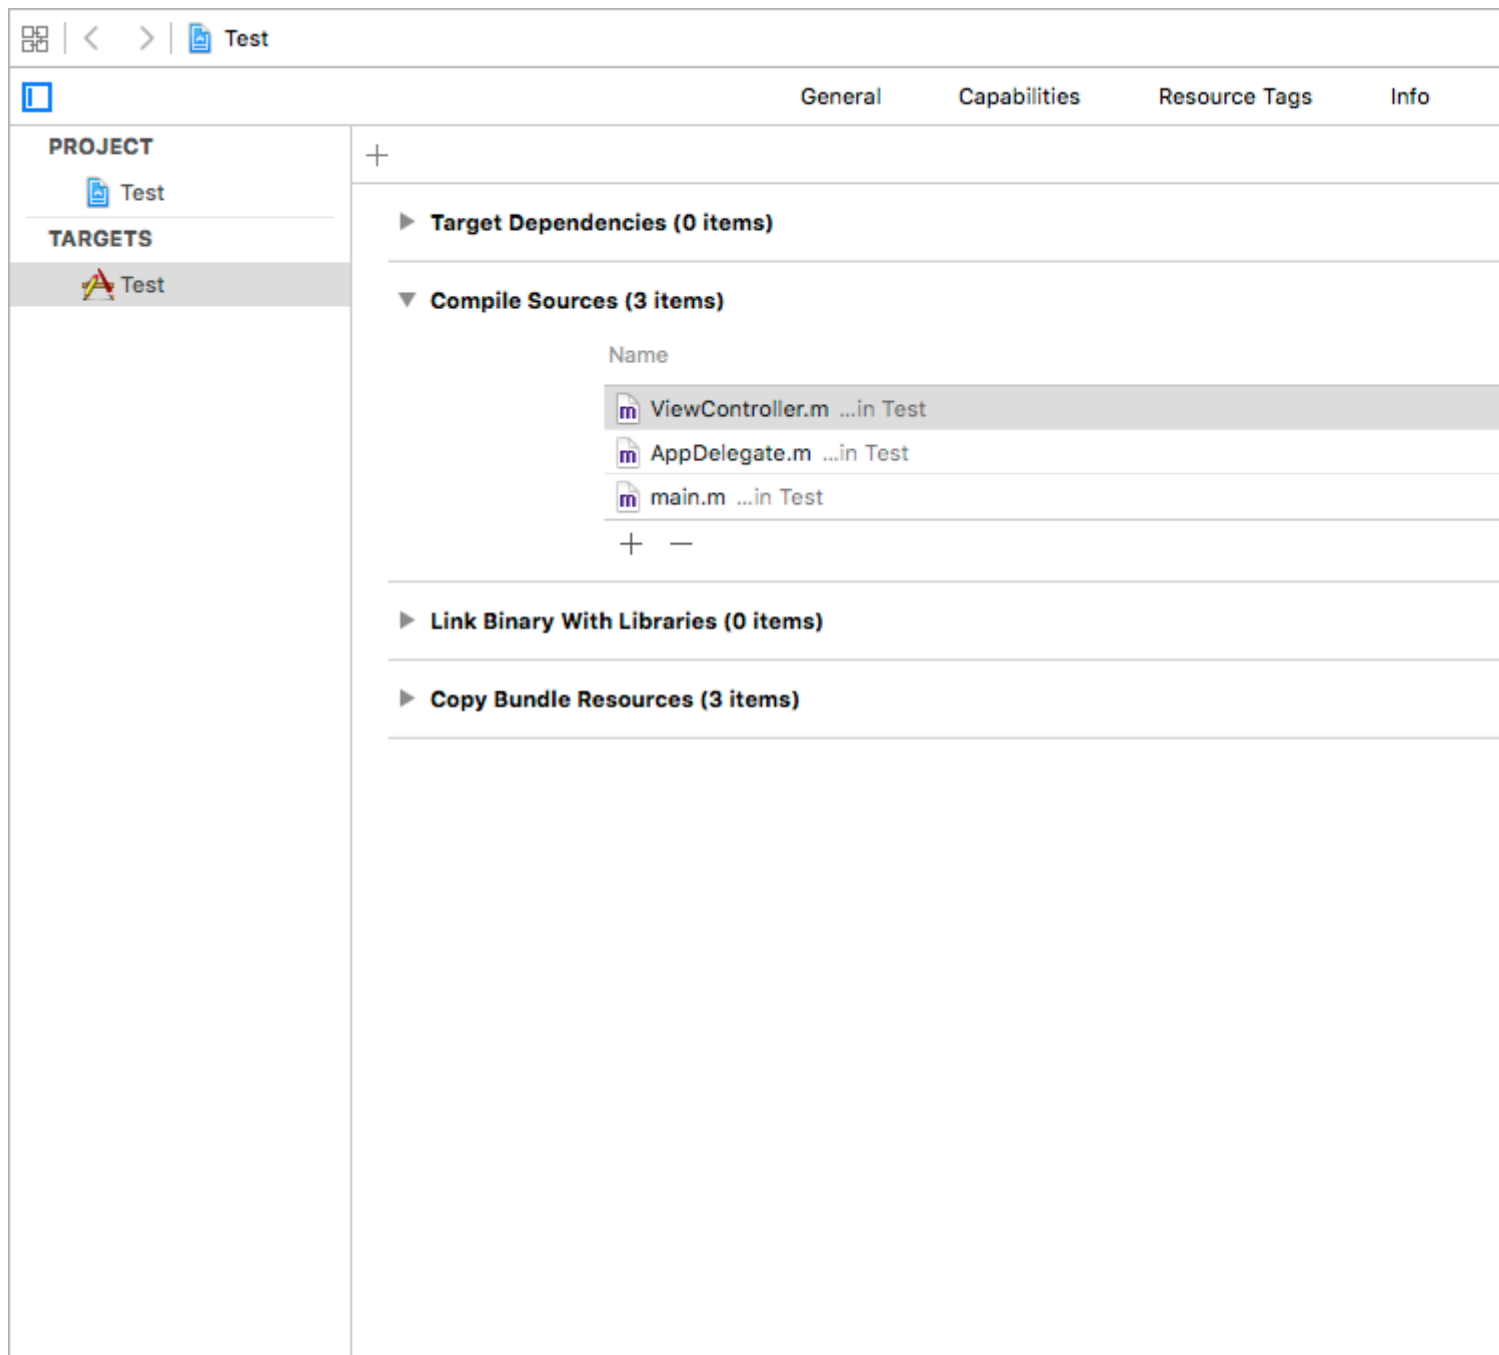 Test
General Capabilities Resource Tags Info
PROJECT
Test
TARGETS
Test
Target Dependencies (0 items)
Compile Sources (3 items)
Name
ViewController.m ...in Test
AppDelegate.m ...in Test
main.m ...in Test
Link Binary With Libraries (0 items)
Copy Bundle Resources (3 items)